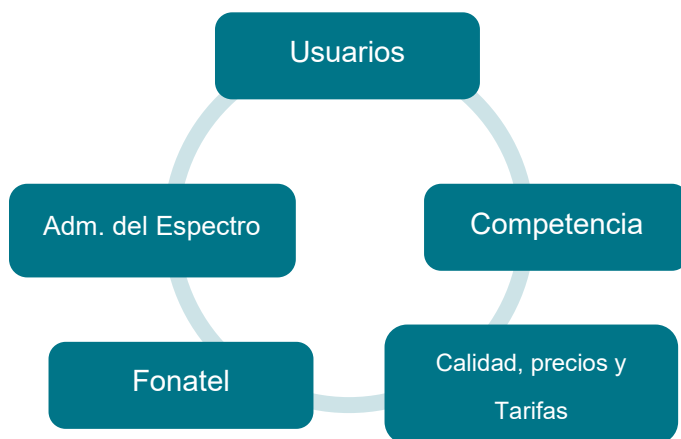 Usuarios
Adm. del Espectro
Competencia
Fonatel
Calidad, precios y
Tarifas